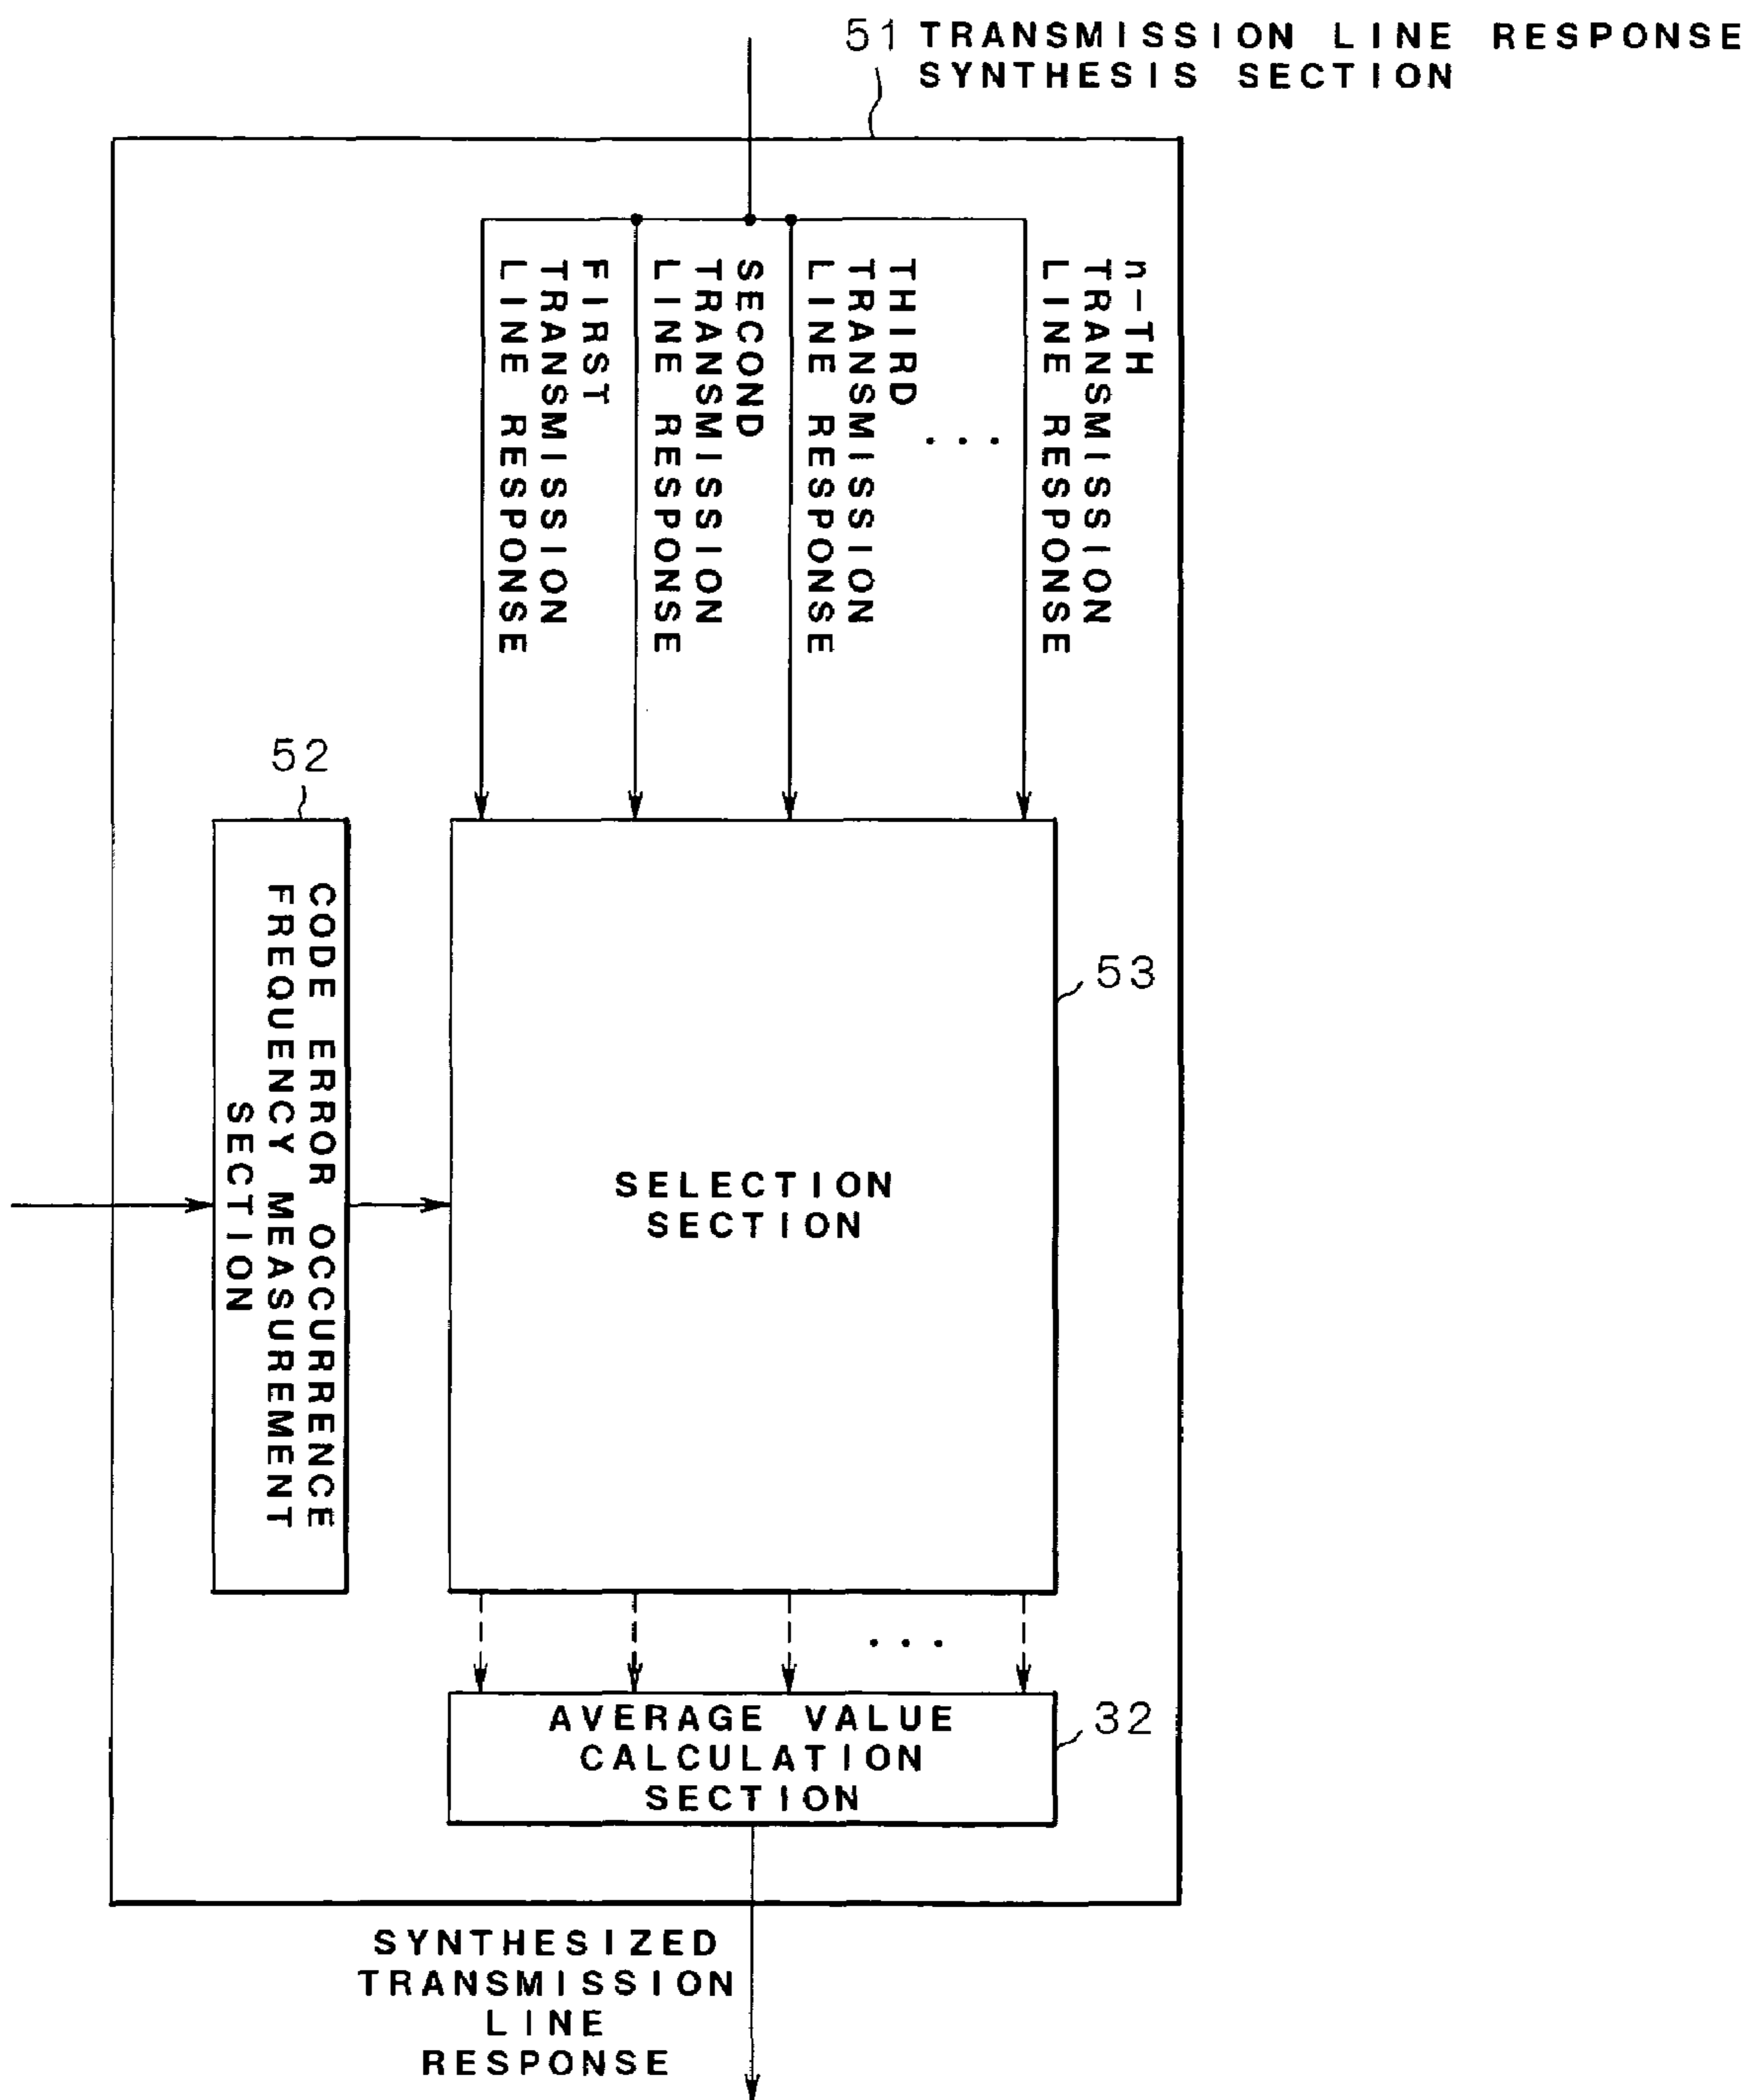 51 TRANSMISSION LINE RESPONSE
SYNTHESIS SECTION
FIRST
TRANSMISSION
LINE RESPONSE
SECOND
TRANSMISSION
LINE RESPONSE
THIRD
TRANSMISSION
LINE RESPONSE
...
n-TH
TRANSMISSION
LINE RESPONSE
52
CODE ERROR OCCURRENCE
FREQUENCY MEASUREMENT
SECTION
53
SELECTION
SECTION
...
AVERAGE VALUE
CALCULATION
SECTION
32
SYNTHESIZED
TRANSMISSION
LINE
RESPONSE